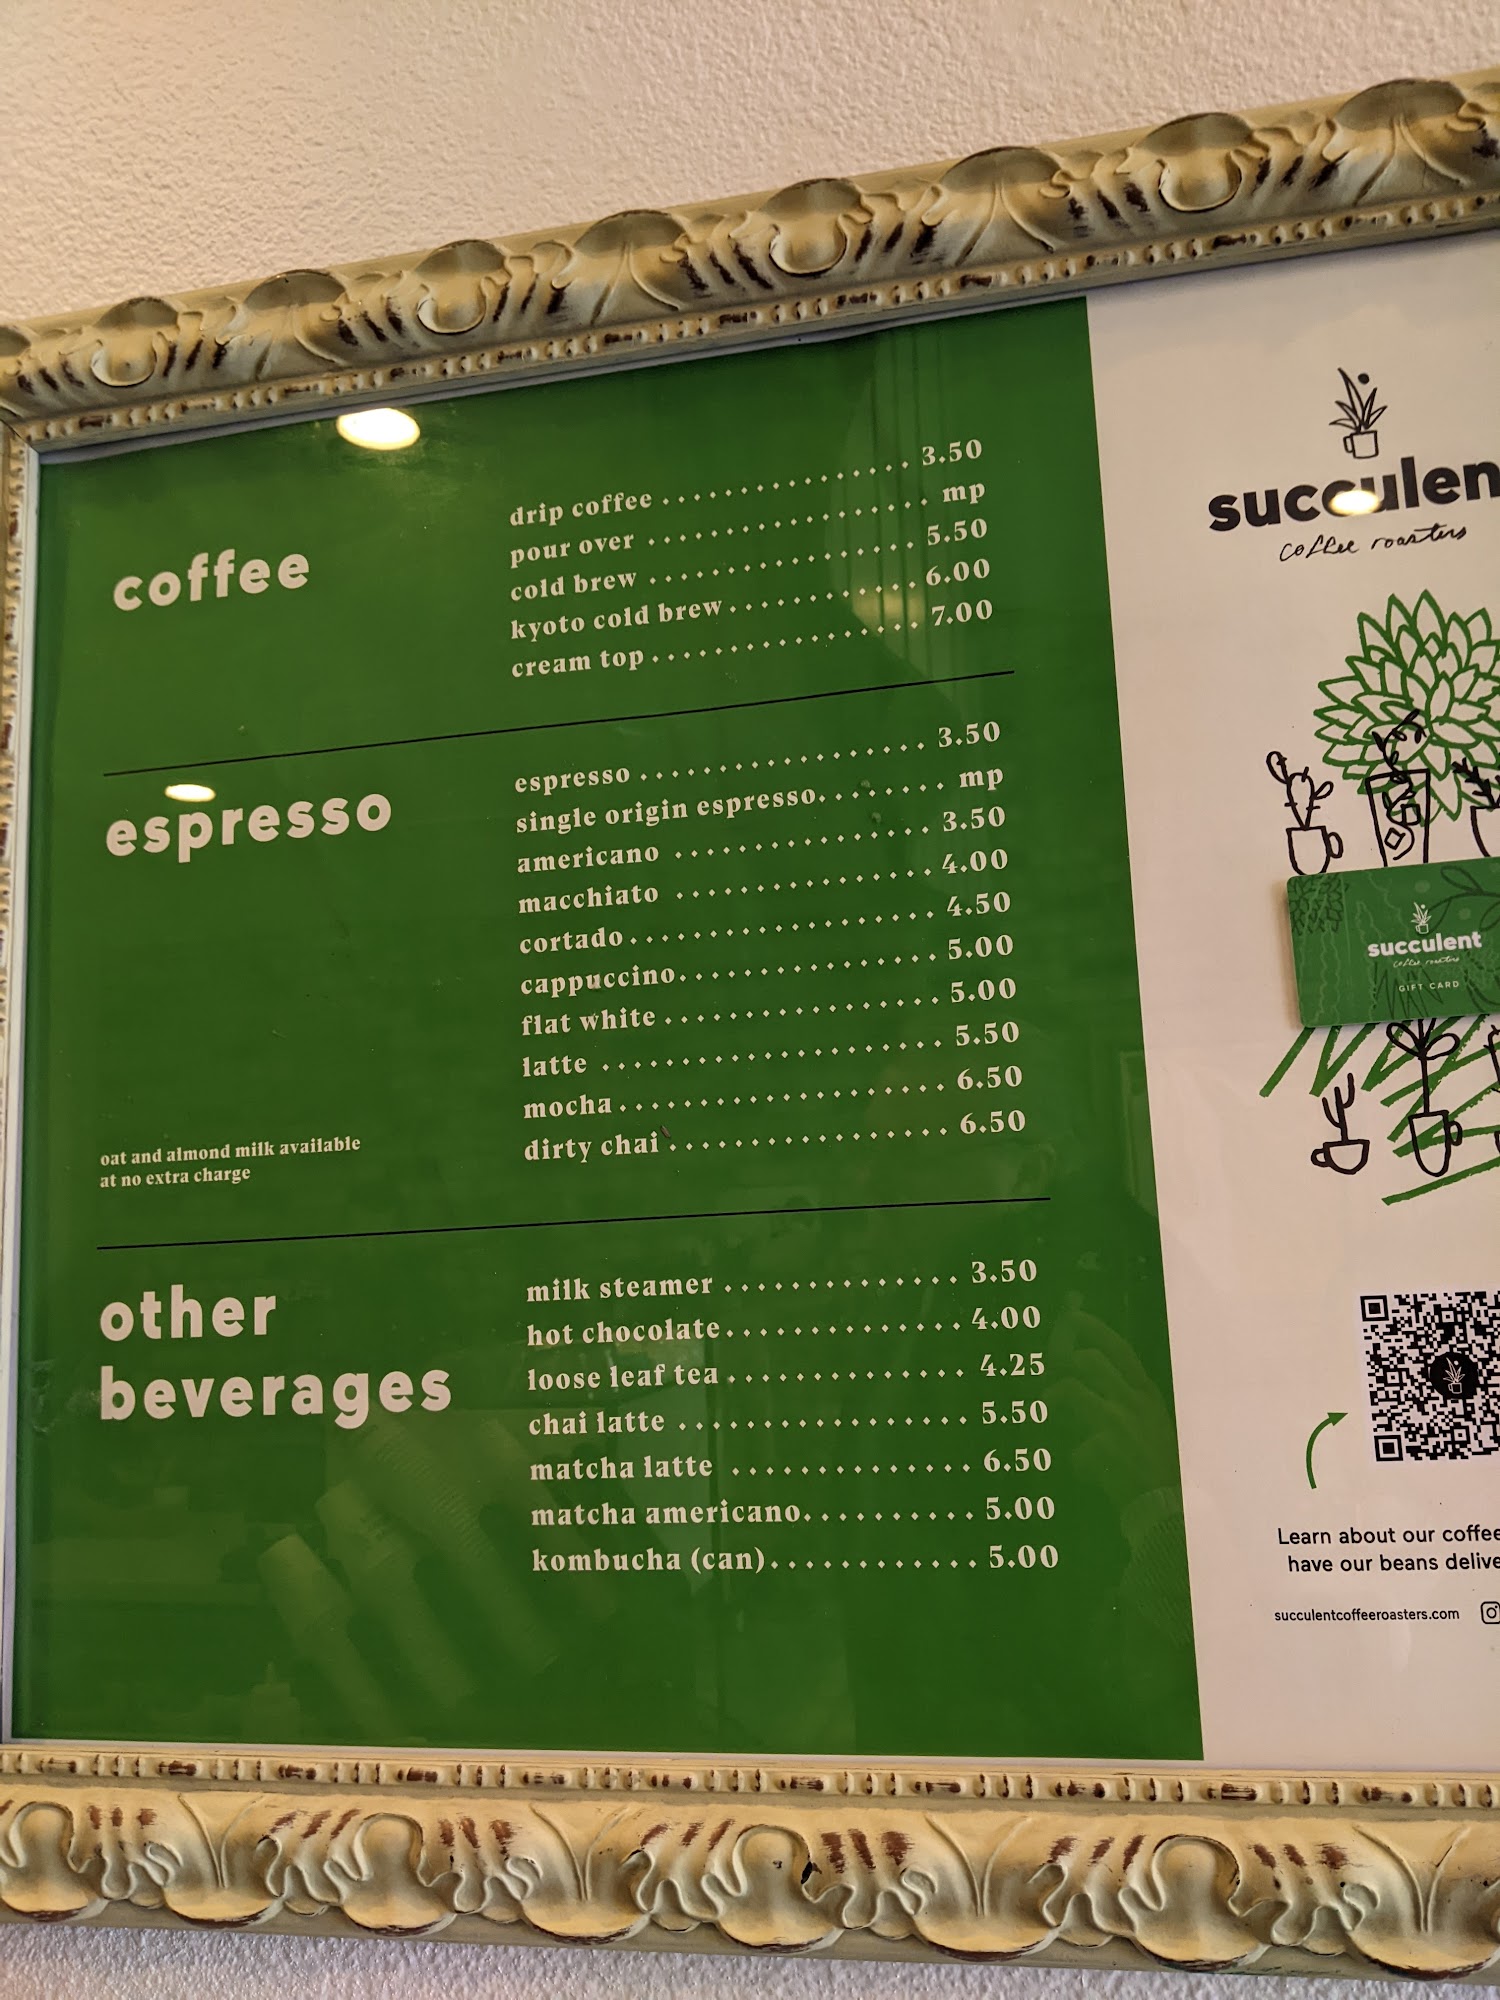 coffee
drip coffee 3.50
pour over mp
cold brew 5.50
kyoto cold brew 6.00
cream top 7.00
espresso
espresso 3.50
single origin espresso mp
americano 3.50
macchiato 4.00
cortado 4.50
cappuccino 5.00
flat white 5.00
latte 5.50
mocha 6.50
dirty chai 6.50
oat and almond milk available
at no extra charge
other
beverages
milk steamer 3.50
hot chocolate 4.00
loose leaf tea 4.25
chai latte 5.50
matcha latte 6.50
matcha americano 5.00
kombucha (can) 5.00
succulen
coffee roasters
succulent
coffee roasters
GIFT CARD
Learn about our coffee
have our beans delive
succulentcoffeeroasters.com